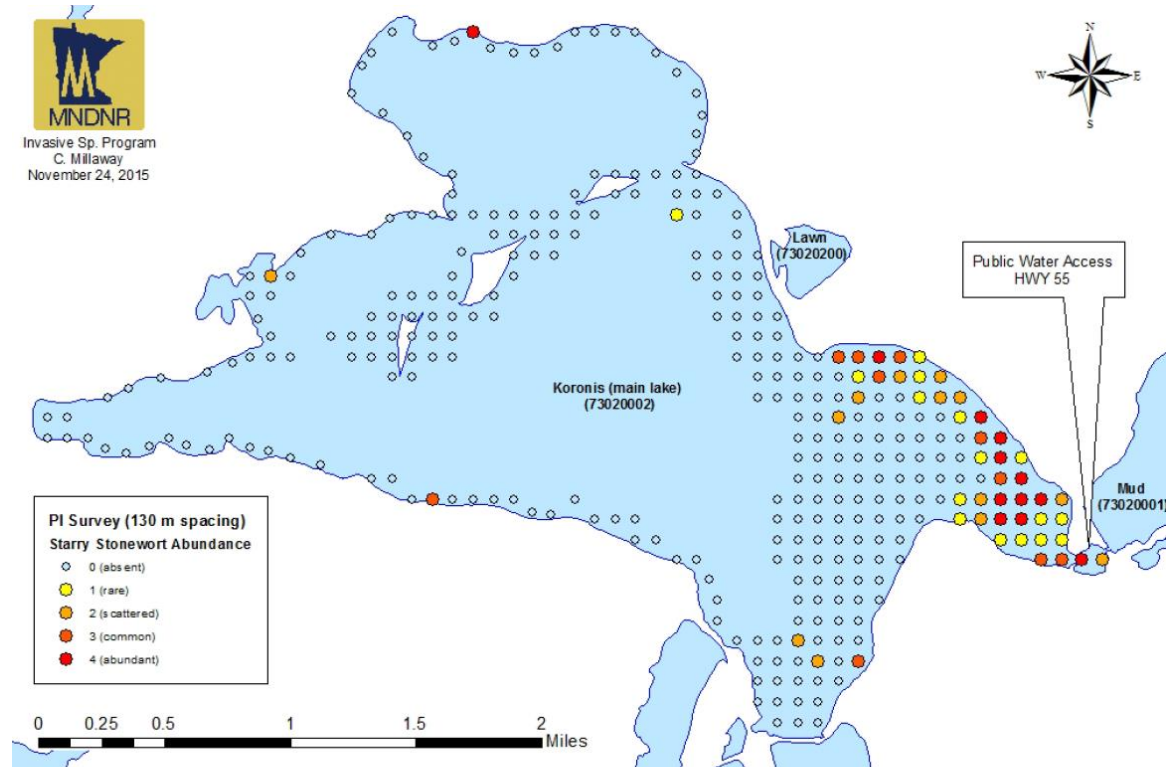 MNDNR
Invasive Sp. Program
C. Millaway
November 24, 2015
N
W
E
S
Lawn
(73020200)
Public Water Access
HWY 55
Koronis (main lake)
(73020002)
Mud
(73020001)
PI Survey (130 m spacing)
Starry Stonewort Abundance
0 (absent)
1 (rare)
2 (scattered)
3 (common)
4 (abundant)
0 0.25 0.5 1 1.5 2
Miles